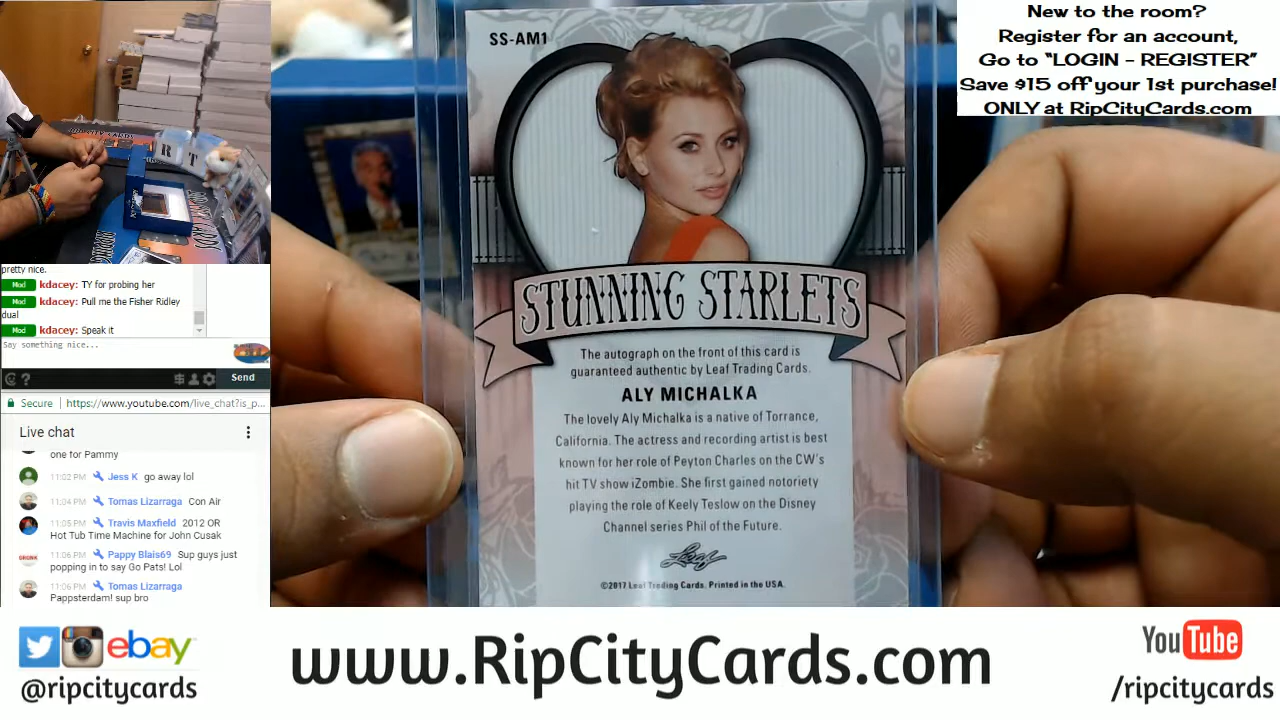 New to the room?
Register for an account,
Go to “LOGIN - REGISTER”
Save $15 off your 1st purchase!
ONLY at RipCityCards.com
SS-AM1
STUNNING STARLETS
The autograph on the front of this card is
guaranteed authentic by Leaf Trading Cards.
ALY MICHALKA
The lovely Aly Michalka is a native of Torrance,
California. The actress and recording artist is best
known for her role of Peyton Charles on the CW's
hit TV show iZombie. She first gained notoriety
playing the role of Keely Teslow on the Disney
Channel series Phil of the Future.
Leaf
©2017 Leaf Trading Cards. Printed in the USA.
R I T
pretty nice.
Mod kdacey: TY for probing her
Mod kdacey: Pull me the Fisher Ridley
dual
Mod kdacey: Speak it
Say something nice...
Send
Secure https://www.youtube.com/live_chat?is_p...
Live chat
one for Pammy
11:02 PM Jess K go away lol
11:04 PM Tomas Lizarraga Con Air
11:05 PM Travis Maxfield 2012 OR
Hot Tub Time Machine for John Cusak
11:06 PM Pappy Blais69 Sup guys just
popping in to say Go Pats! Lol
11:06 PM Tomas Lizarraga
Pappsterdam! sup bro
ebay
@ripcitycards
www.RipCityCards.com
YouTube
/ripcitycards